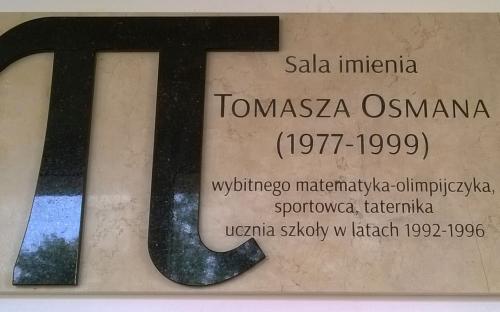 π
Sala imienia
TOMASZA OSMANA
(1977-1999)
wybitnego matematyka-olimpijczyka,
sportowca, taternika
ucznia szkoły w latach 1992-1996